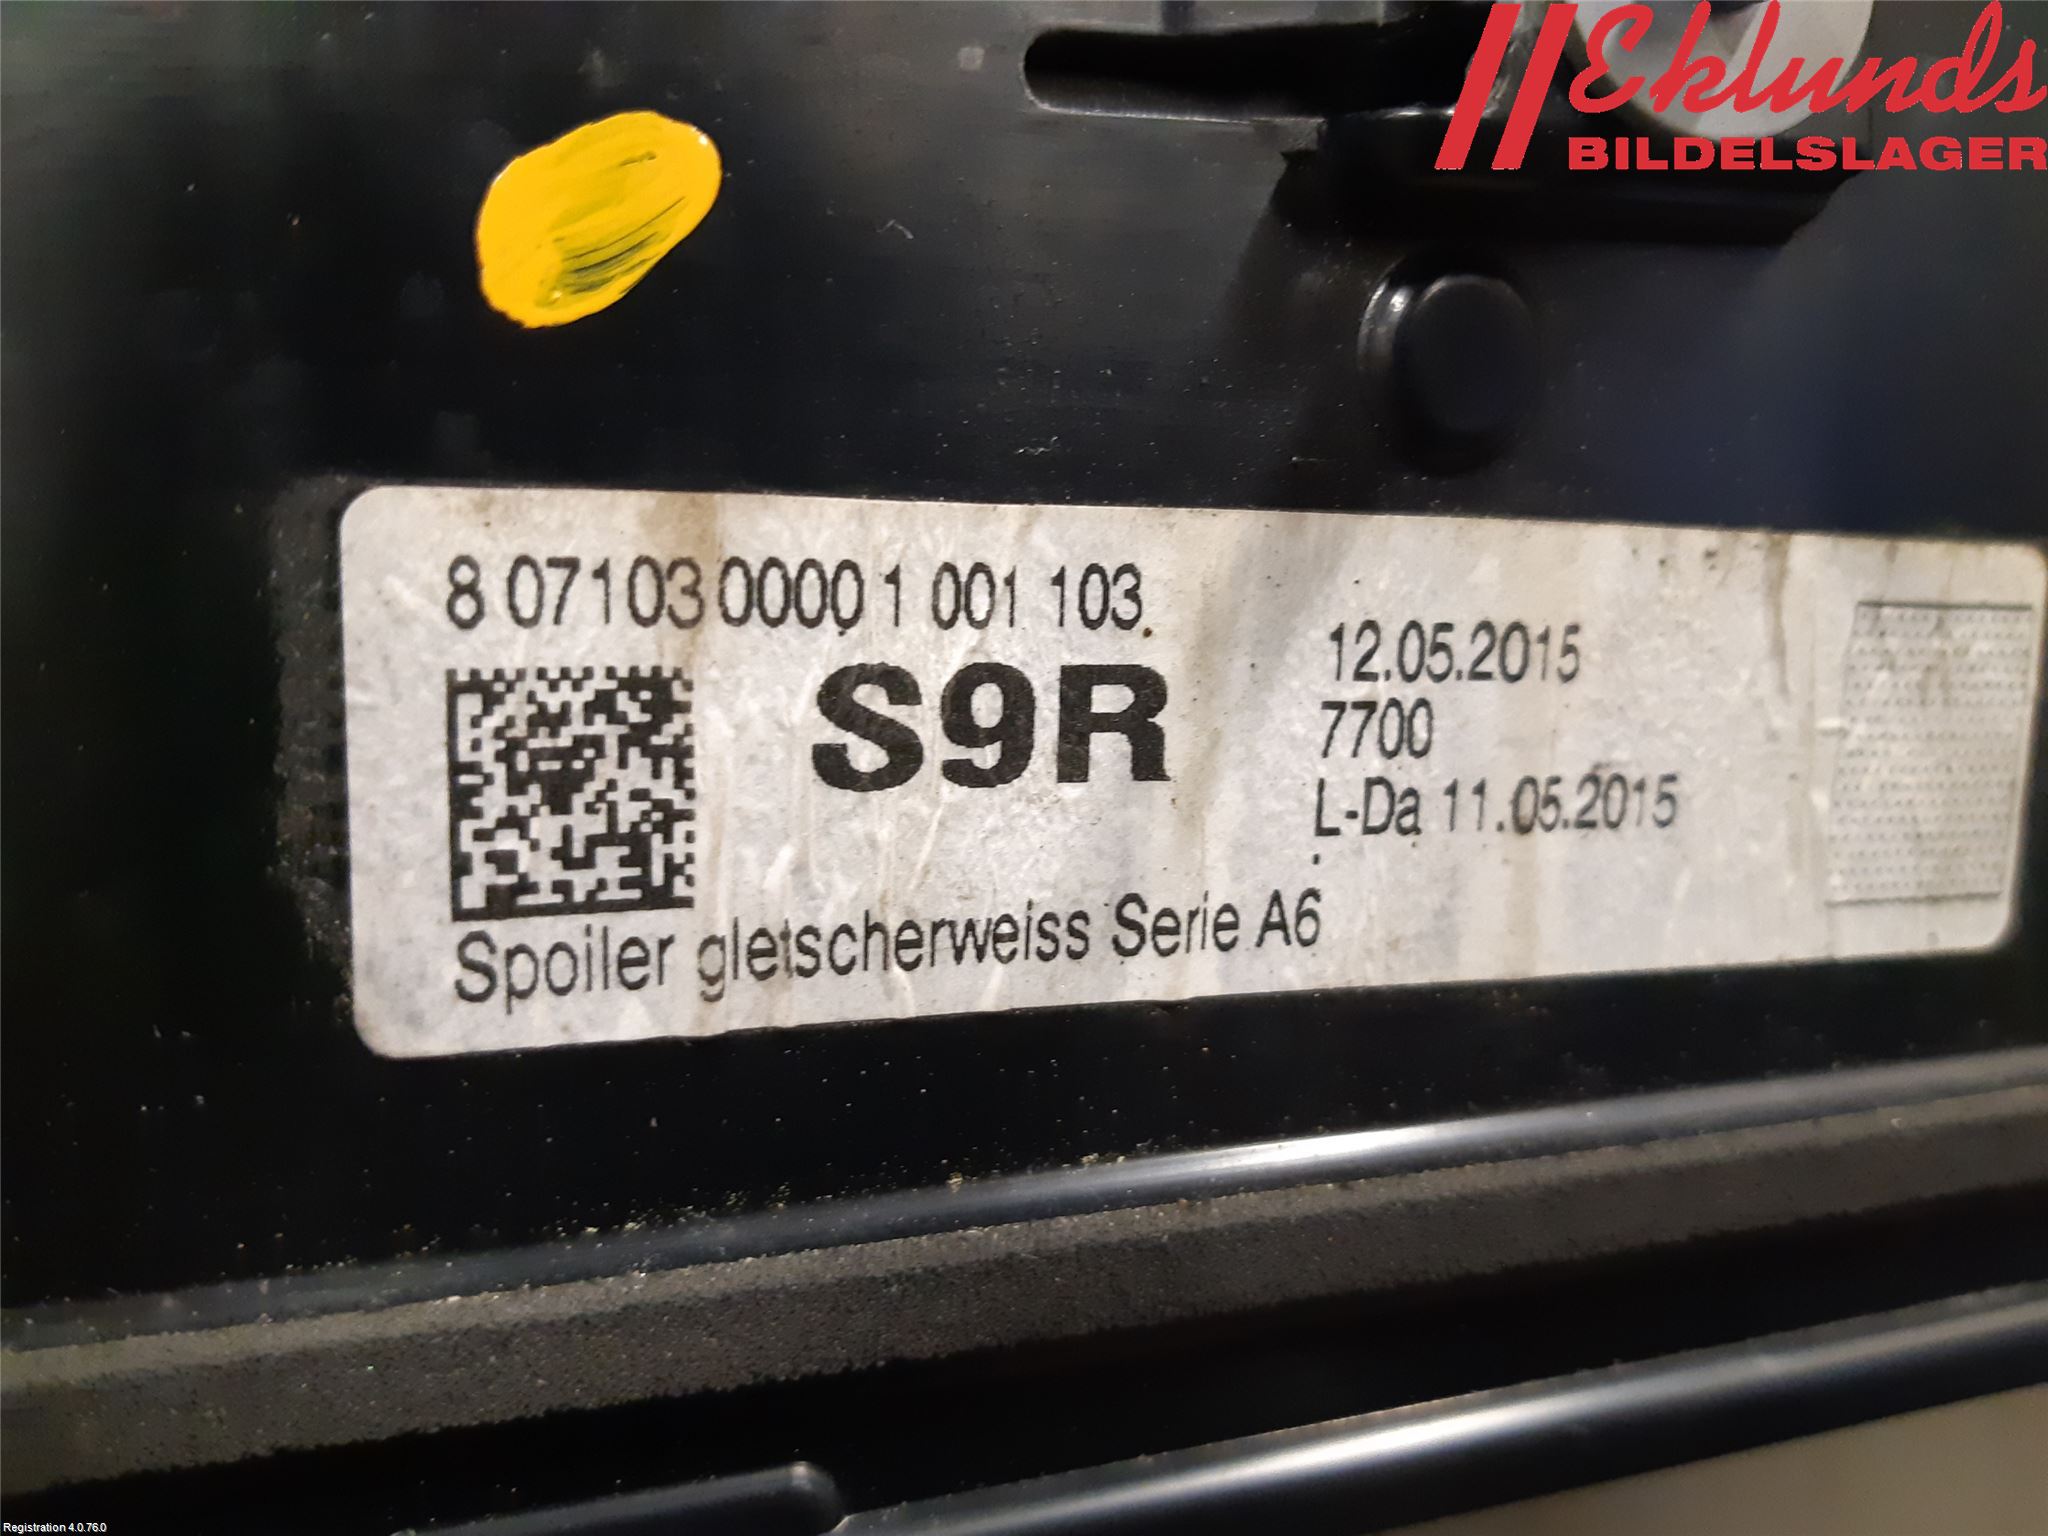 Eklunds
BILDELSLAGER
8 07103 0000 1 001 103
S9R
12.05.2015
7700
L-Da 11.05.2015
Spoiler gletscherweiss Serie A6
Registration 4.0.76.0